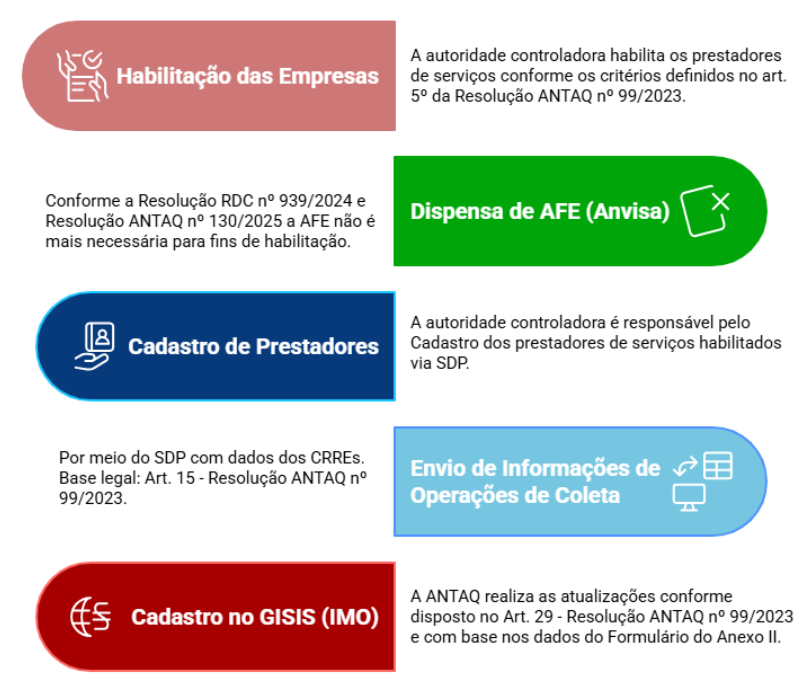 Habilitação das Empresas
A autoridade controladora habilita os prestadores
de serviços conforme os critérios definidos no art.
5º da Resolução ANTAQ nº 99/2023.
Conforme a Resolução RDC nº 939/2024 e
Resolução ANTAQ nº 130/2025 a AFE não é
mais necessária para fins de habilitação.
Dispensa de AFE (Anvisa)
Cadastro de Prestadores
A autoridade controladora é responsável pelo
Cadastro dos prestadores de serviços habilitados
via SDP.
Por meio do SDP com dados dos CRREs.
Base legal: Art. 15 - Resolução ANTAQ nº
99/2023.
Envio de Informações de
Operações de Coleta
Cadastro no GISIS (IMO)
A ANTAQ realiza as atualizações conforme
disposto no Art. 29 - Resolução ANTAQ nº 99/2023
e com base nos dados do Formulário do Anexo II.